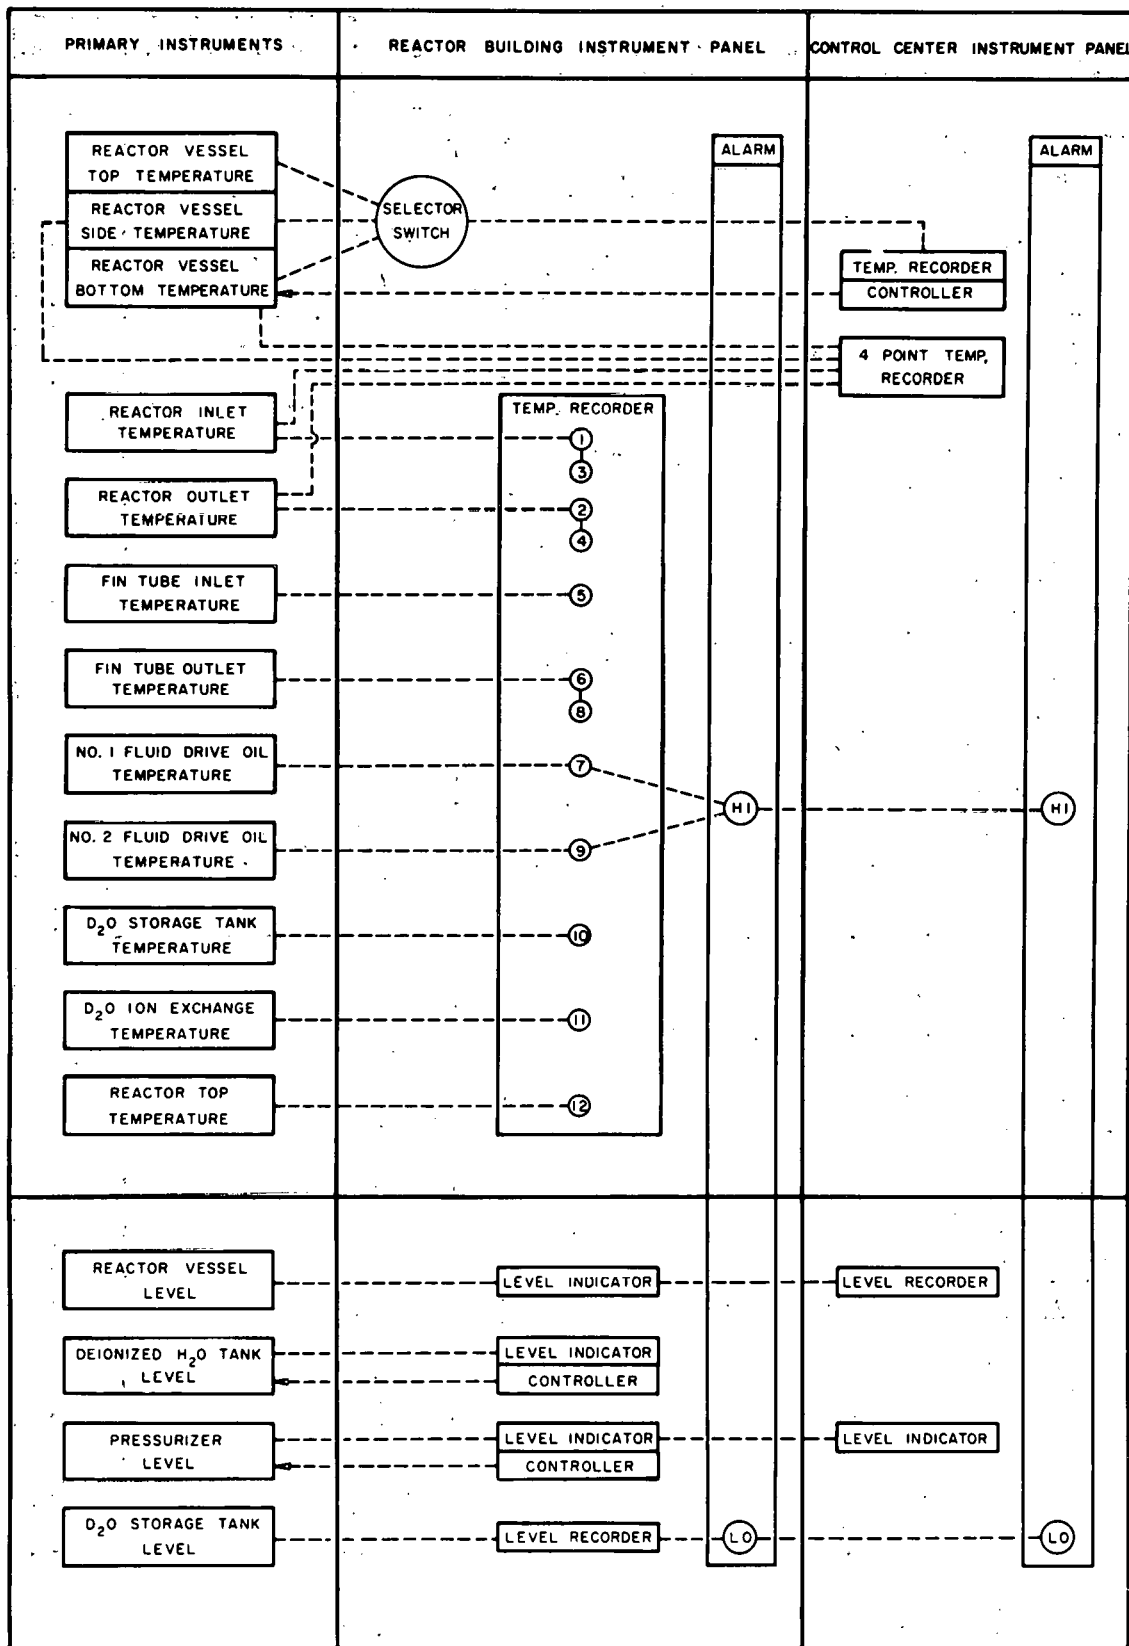 PRIMARY INSTRUMENTS
REACTOR BUILDING INSTRUMENT PANEL
CONTROL CENTER INSTRUMENT PANEL
REACTOR VESSEL
TOP TEMPERATURE
REACTOR VESSEL
SIDE TEMPERATURE
REACTOR VESSEL
BOTTOM TEMPERATURE
SELECTOR
SWITCH
ALARM
ALARM
TEMP. RECORDER
CONTROLLER
4 POINT TEMP.
RECORDER
REACTOR INLET
TEMPERATURE
TEMP. RECORDER
1
3
REACTOR OUTLET
TEMPERATURE
2
4
FIN TUBE INLET
TEMPERATURE
5
FIN TUBE OUTLET
TEMPERATURE
6
8
NO. 1 FLUID DRIVE OIL
TEMPERATURE
7
HI
HI
NO. 2 FLUID DRIVE OIL
TEMPERATURE
9
D₂O STORAGE TANK
TEMPERATURE
10
D₂O ION EXCHANGE
TEMPERATURE
11
REACTOR TOP
TEMPERATURE
12
REACTOR VESSEL
LEVEL
LEVEL INDICATOR
LEVEL RECORDER
DEIONIZED H₂O TANK
LEVEL
LEVEL INDICATOR
CONTROLLER
PRESSURIZER
LEVEL
LEVEL INDICATOR
CONTROLLER
LEVEL INDICATOR
D₂O STORAGE TANK
LEVEL
LEVEL RECORDER
LO
LO